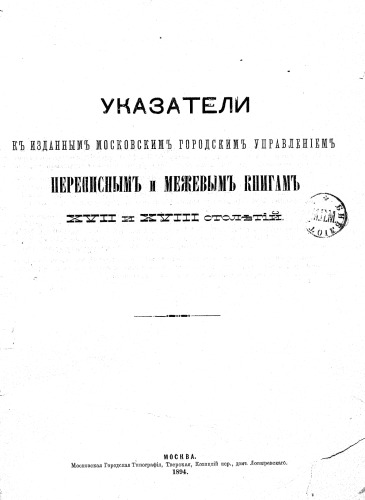 УКАЗАТЕЛИ
КЪ ИЗДАННЫМЪ МОСКОВСКИМЪ ГОРОДСКИМЪ УПРАВЛЕНІЕМЪ
ПЕРЕПИСНЫМЪ и МЕЖЕВЫМЪ КНИГАМЪ
XVII и XVIII столѣтій.
МОСКВА.
Московская Городская Типографія, Тверская, Козицкій пер., домъ Лопыревскаго.
1894.